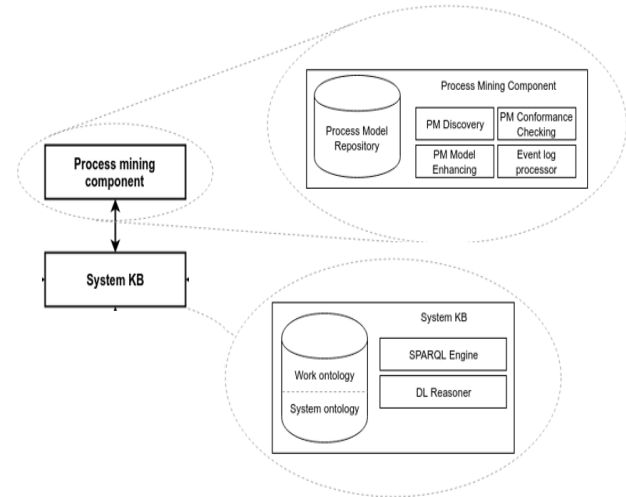 Process mining
component
System KB
Process Mining Component
Process Model
Repository
PM Discovery
PM Conformance
Checking
PM Model
Enhancing
Event log
processor
System KB
Work ontology
System ontology
SPARQL Engine
DL Reasoner